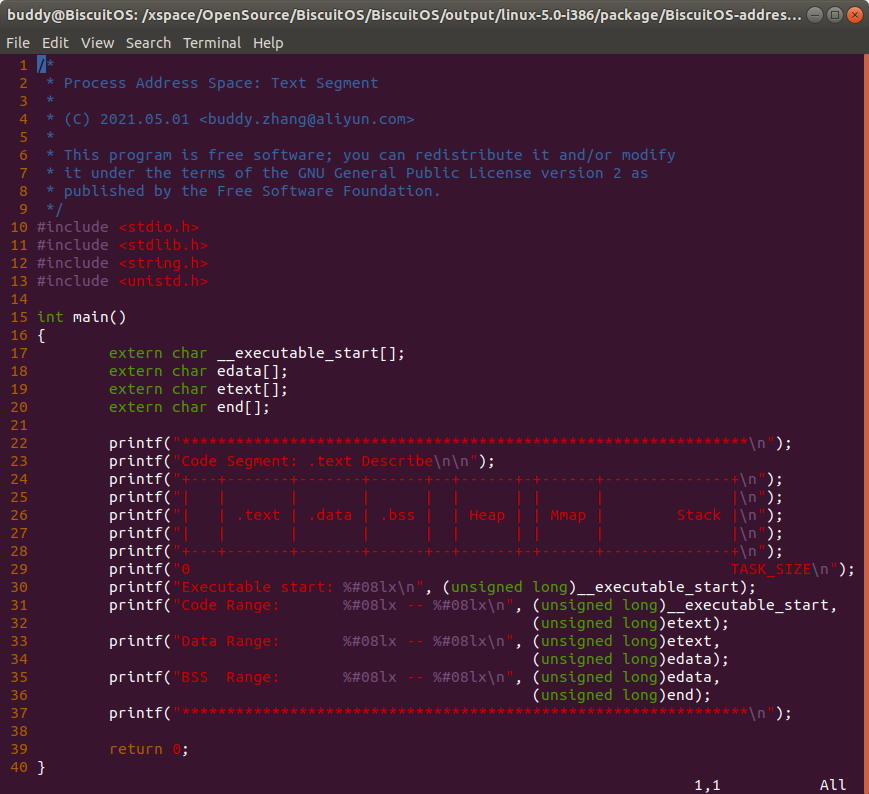 buddy@BiscuitOS: /xspace/OpenSource/BiscuitOS/BiscuitOS/output/linux-5.0-i386/package/BiscuitOS-addres...
File Edit View Search Terminal Help
1 /*
2  * Process Address Space: Text Segment
3  *
4  * (C) 2021.05.01 <buddy.zhang@aliyun.com>
5  *
6  * This program is free software; you can redistribute it and/or modify
7  * it under the terms of the GNU General Public License version 2 as
8  * published by the Free Software Foundation.
9  */
10 #include <stdio.h>
11 #include <stdlib.h>
12 #include <string.h>
13 #include <unistd.h>
14
15 int main()
16 {
17         extern char __executable_start[];
18         extern char edata[];
19         extern char etext[];
20         extern char end[];
21
22         printf("***************************************************************\n");
23         printf("Code Segment: .text Describe\n\n");
24         printf("+---+-------+-------+------+--+------+-+------+--------------+\n");
25         printf("|   |       |       |      |  |      | |      |              |\n");
26         printf("|   | .text | .data | .bss |  | Heap | | Mmap |        Stack |\n");
27         printf("|   |       |       |      |  |      | |      |              |\n");
28         printf("+---+-------+-------+------+--+------+-+------+--------------+\n");
29         printf("0                                                            TASK_SIZE\n");
30         printf("Executable start: %#08lx\n", (unsigned long)__executable_start);
31         printf("Code Range:       %#08lx -- %#08lx\n", (unsigned long)__executable_start,
32                                                        (unsigned long)etext);
33         printf("Data Range:       %#08lx -- %#08lx\n", (unsigned long)etext,
34                                                        (unsigned long)edata);
35         printf("BSS  Range:       %#08lx -- %#08lx\n", (unsigned long)edata,
36                                                        (unsigned long)end);
37         printf("***************************************************************\n");
38
39         return 0;
40 }
1,1 All